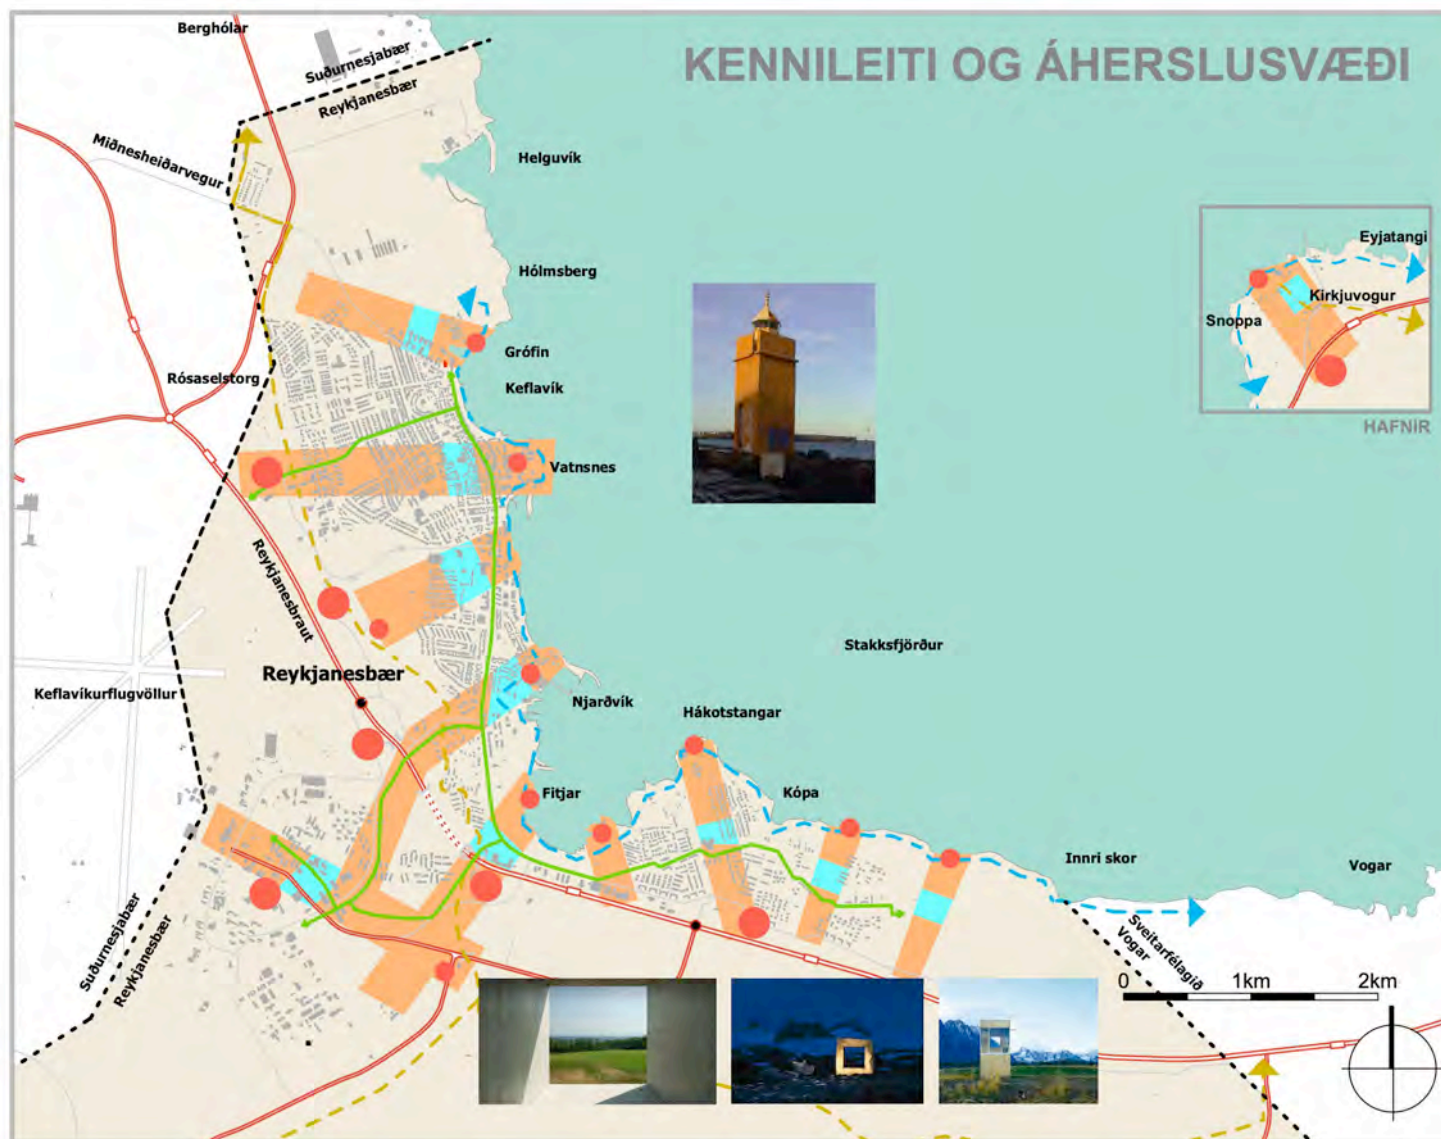 KENNILEITI OG ÁHERSLUSVÆÐI
Berghólar
Suðurnesjabær
Reykjanesbær
Miðnesheiðarvegur
Helguvík
Hólmsberg
Eyjatangi
Kirkjuvogur
Snoppa
HAFNIR
Grófin
Rósaselstorg
Keflavík
Vatnsnes
Reykjanesbraut
Stakksfjörður
Reykjanesbær
Keflavíkurflugvöllur
Njarðvík
Hákotstangar
Fitjar
Kópa
Innri skor
Vogar
Suðurnesjabær
Reykjanesbær
Sveitarfélagið
Vogar
0 1km 2km